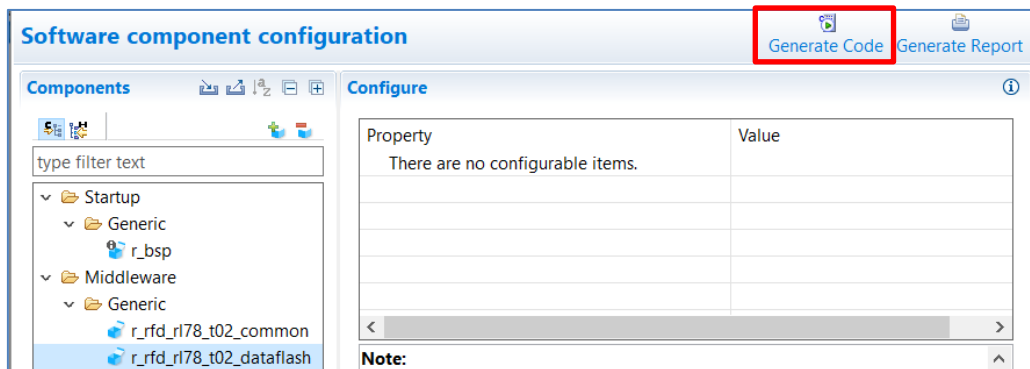 Software component configuration
Generate Code
Generate Report
Components
Configure
type filter text
Startup
Generic
r_bsp
Middleware
Generic
r_rfd_rl78_t02_common
r_rfd_rl78_t02_dataflash
Property Value
There are no configurable items.
Note: